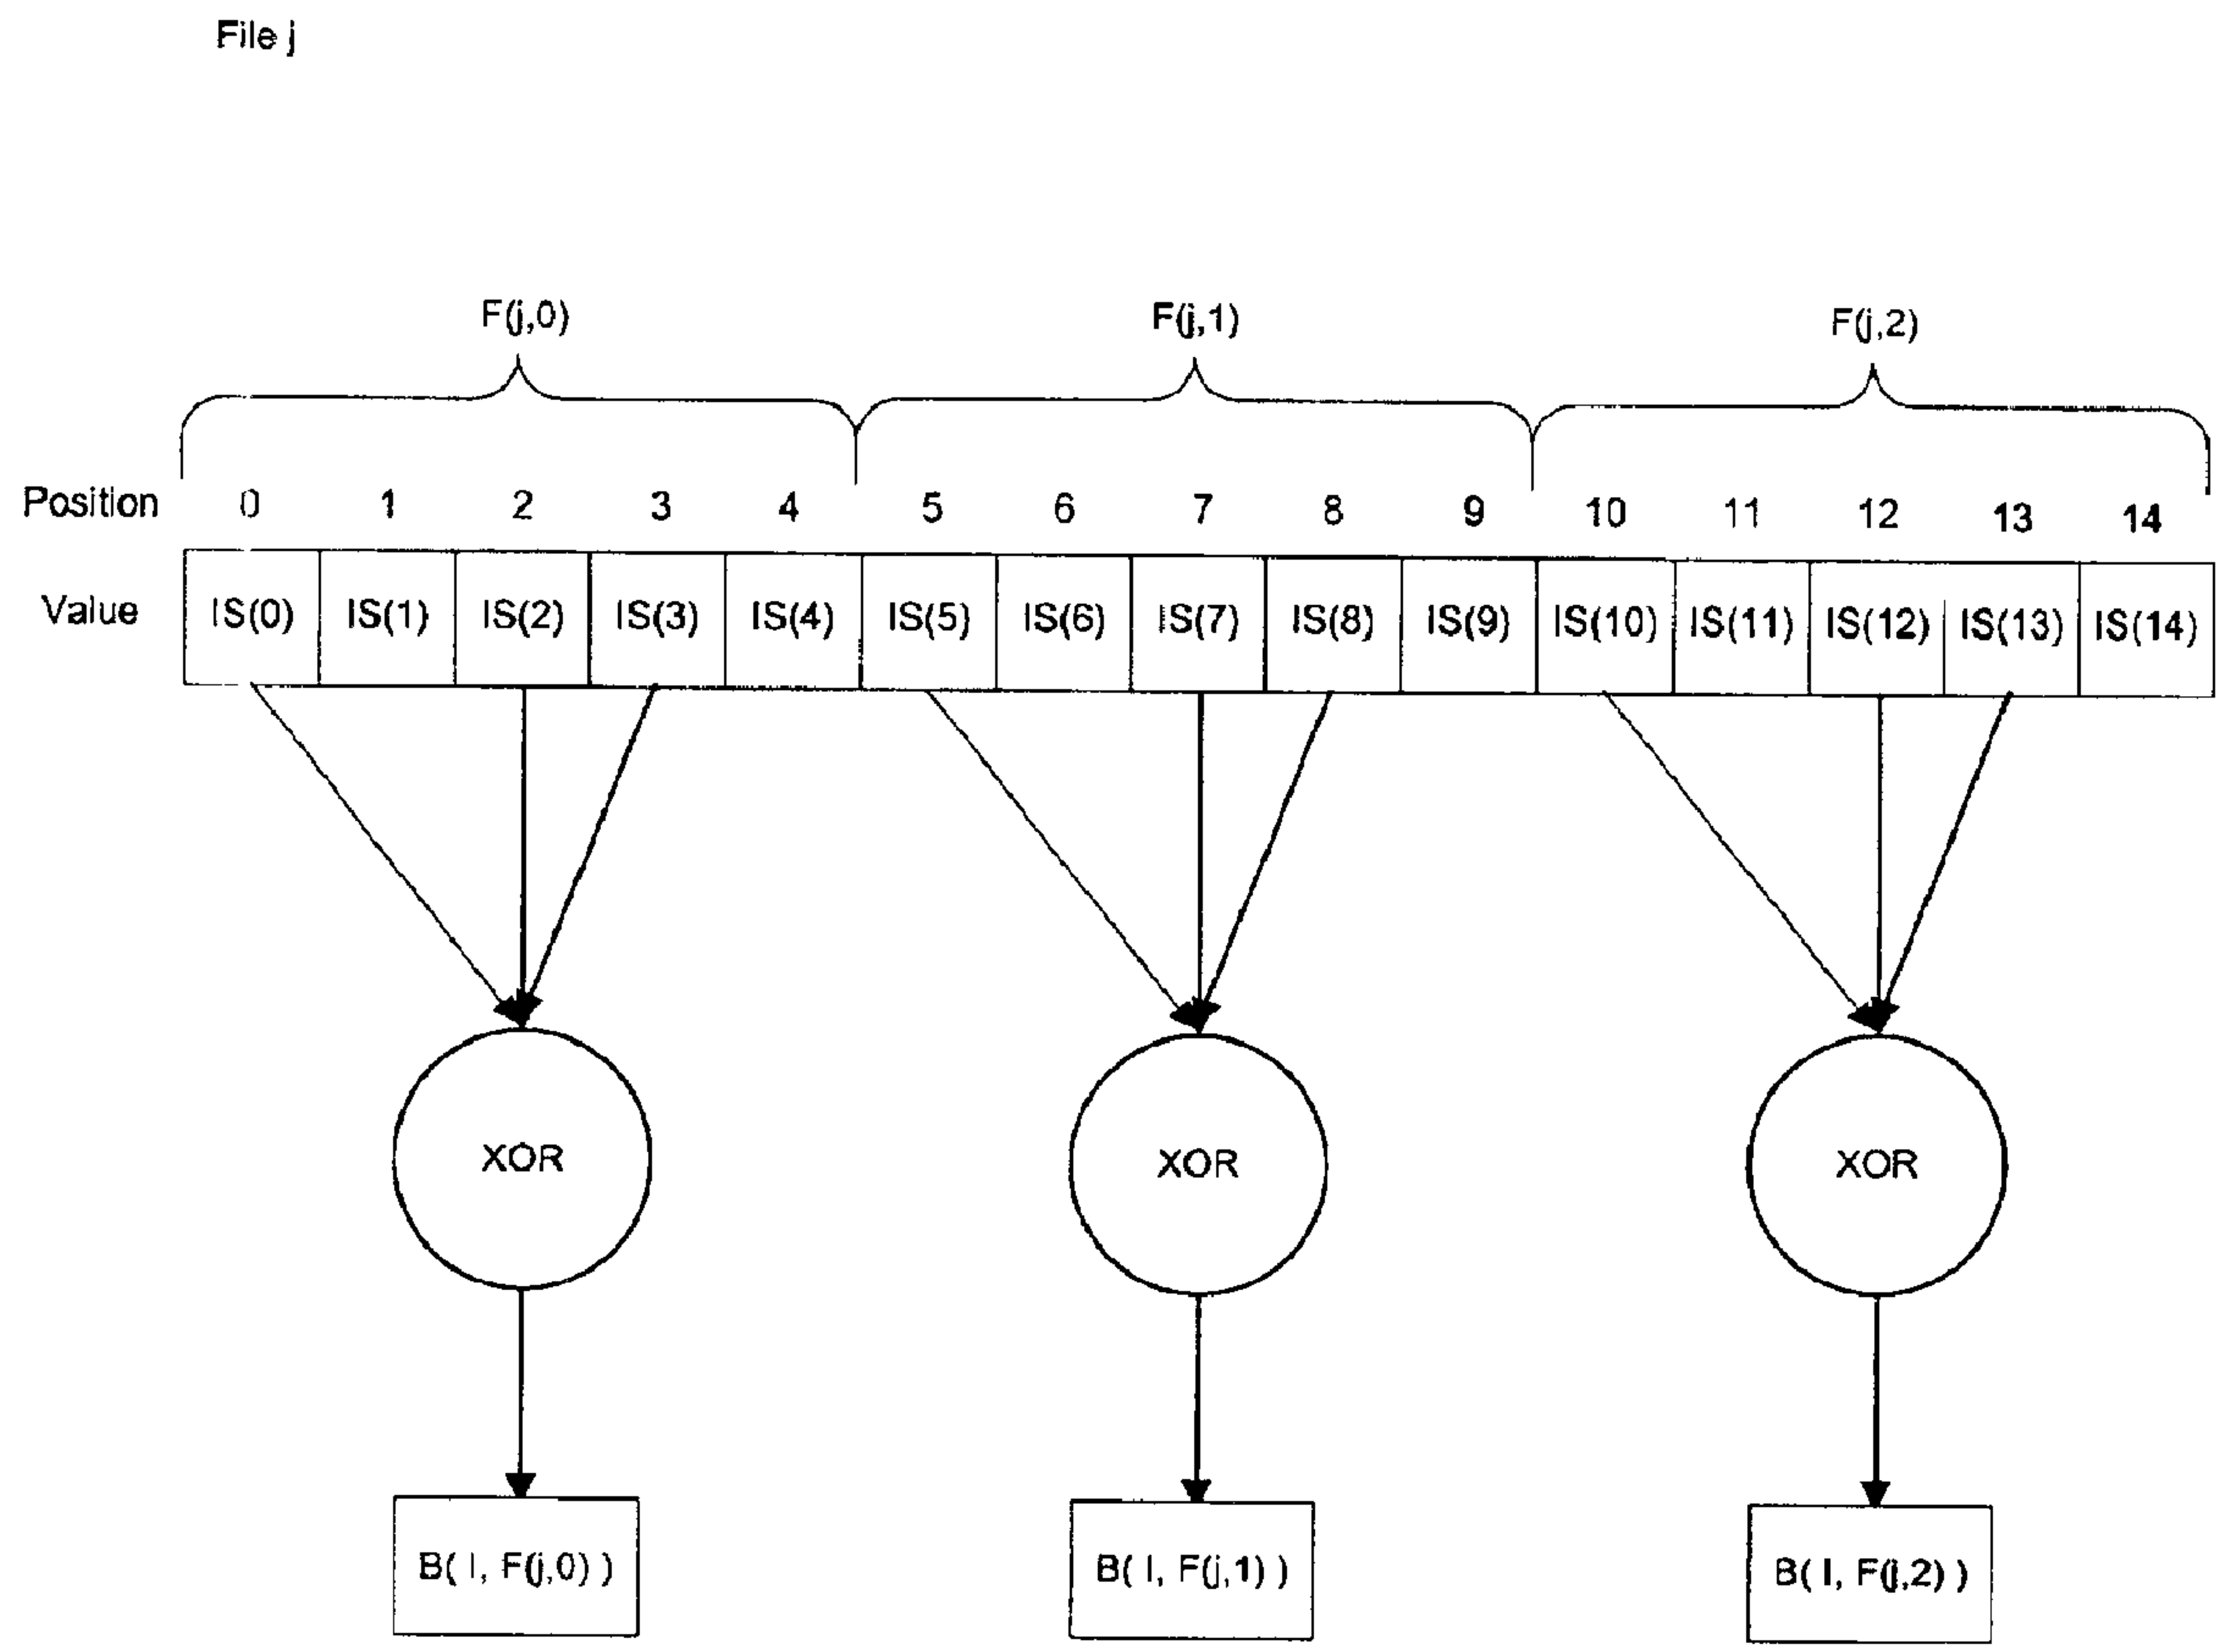 File j
F(j,0) F(j,1) F(j,2)
Position 0 1 2 3 4 5 6 7 8 9 10 11 12 13 14
Value IS(0) IS(1) IS(2) IS(3) IS(4) IS(5) IS(6) IS(7) IS(8) IS(9) IS(10) IS(11) IS(12) IS(13) IS(14)
XOR XOR XOR
B( I, F(j,0) ) B( I, F(j,1) ) B( I, F(j,2) )